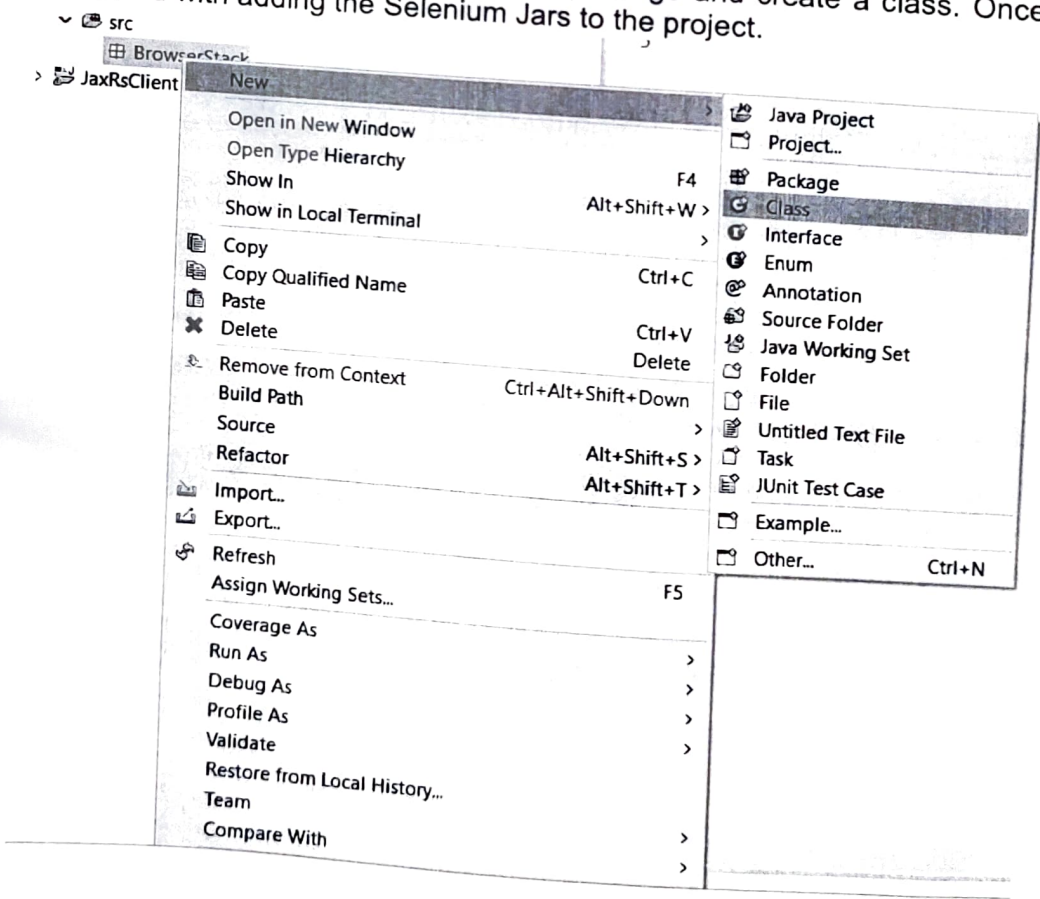 with adding the Selenium Jars to the project. and create a class. Once
src
BrowserStack
JaxRsClient
New
Open in New Window
Open Type Hierarchy F4
Show In Alt+Shift+W >
Show in Local Terminal >
Copy Ctrl+C
Copy Qualified Name
Paste Ctrl+V
Delete Delete
Remove from Context Ctrl+Alt+Shift+Down
Build Path >
Source Alt+Shift+S >
Refactor Alt+Shift+T >
Import...
Export...
Refresh F5
Assign Working Sets...
Coverage As >
Run As >
Debug As >
Profile As >
Validate
Restore from Local History...
Team >
Compare With >
Java Project
Project...
Package
Class
Interface
Enum
Annotation
Source Folder
Java Working Set
Folder
File
Untitled Text File
Task
JUnit Test Case
Example...
Other... Ctrl+N